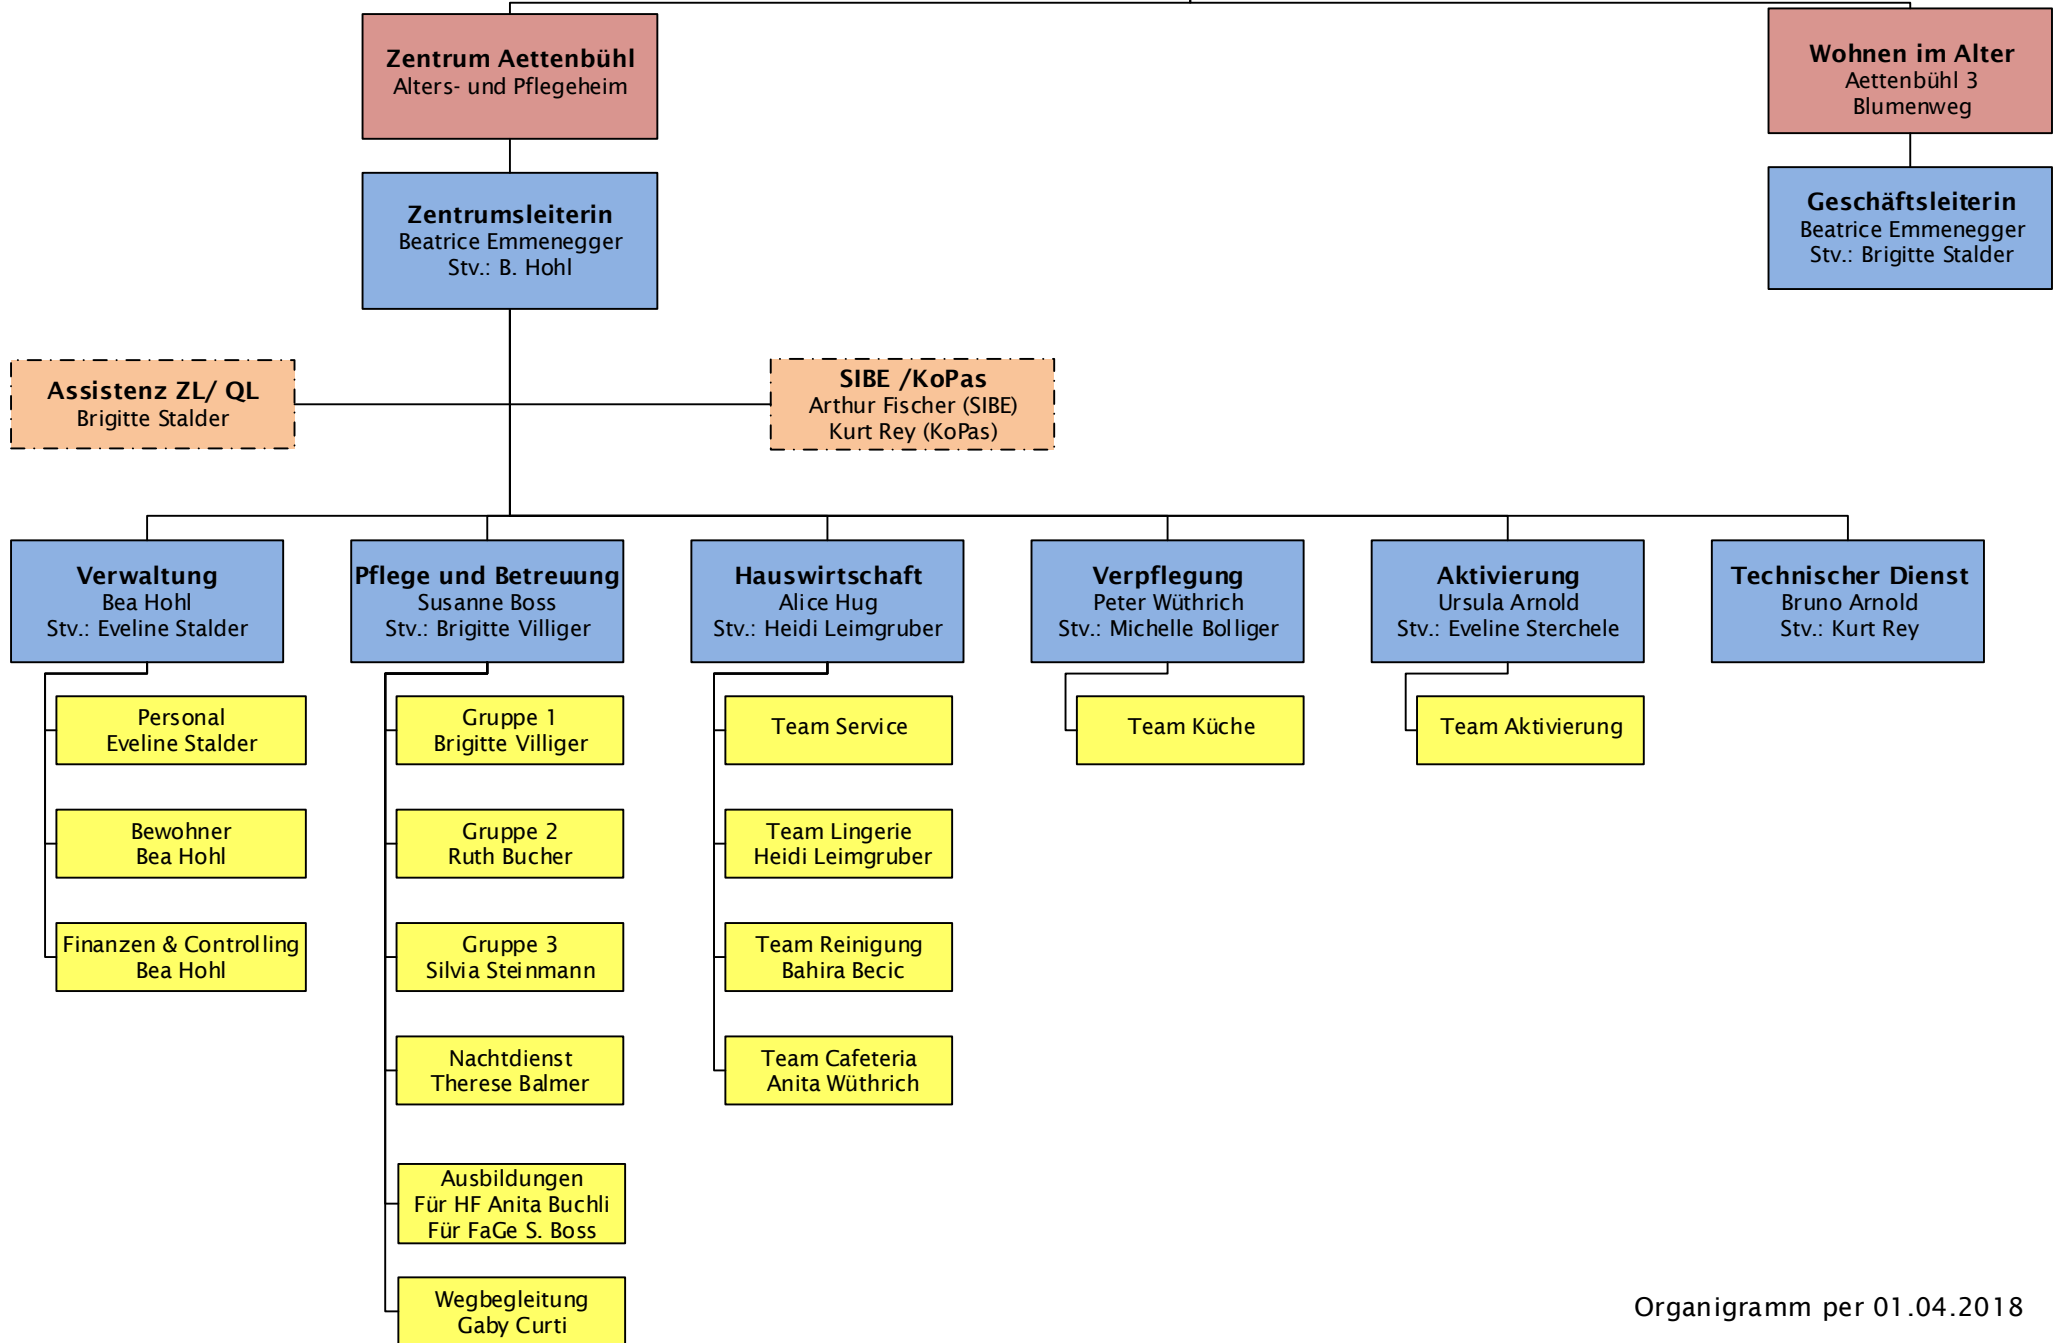 Zentrum Aettenbühl
Alters- und Pflegeheim
Wohnen im Alter
Aettenbühl 3
Blumenweg
Zentrumsleiterin
Beatrice Emmenegger
Stv.: B. Hohl
Geschäftsleiterin
Beatrice Emmenegger
Stv.: Brigitte Stalder
Assistenz ZL/ QL
Brigitte Stalder
SIBE /KoPas
Arthur Fischer (SIBE)
Kurt Rey (KoPas)
Verwaltung
Bea Hohl
Stv.: Eveline Stalder
Pflege und Betreuung
Susanne Boss
Stv.: Brigitte Villiger
Hauswirtschaft
Alice Hug
Stv.: Heidi Leimgruber
Verpflegung
Peter Wüthrich
Stv.: Michelle Bolliger
Aktivierung
Ursula Arnold
Stv.: Eveline Sterchele
Technischer Dienst
Bruno Arnold
Stv.: Kurt Rey
Personal
Eveline Stalder
Bewohner
Bea Hohl
Finanzen & Controlling
Bea Hohl
Gruppe 1
Brigitte Villiger
Gruppe 2
Ruth Bucher
Gruppe 3
Silvia Steinmann
Nachtdienst
Therese Balmer
Ausbildungen
Für HF Anita Buchli
Für FaGe S. Boss
Wegbegleitung
Gaby Curti
Team Service
Team Lingerie
Heidi Leimgruber
Team Reinigung
Bahira Becic
Team Cafeteria
Anita Wüthrich
Team Küche
Team Aktivierung
Organigramm per 01.04.2018